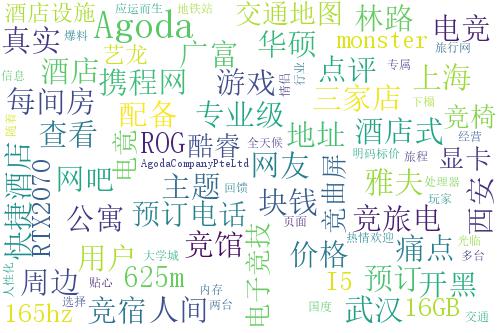 酒店设施
应运而生
地铁站
Agoda
交通地图
林路
电竞
真实
爆料
艺龙
广富
华硕
monster
旅行网
信息
酒店
携程网
游戏
情侣
行业
点评
专属
上海
每间房
配备
专业级
三家店
下榻
竞椅
随着
查看
电竞
ROG
酷睿
全天候
地址
酒店式
经营
AgodaCompanyPteLtd
明码标价
旅程
显卡
快捷酒店
RTX2070
网吧
主题
回馈
网友
竞曲屏
雅夫
处理器
西安
公寓
预订电话
块钱
页面
竞旅电
玩家
用户
竞馆
电子竞技
价格
热情欢迎
痛点
光临
多台
人性化
周边
贴心
625m
大学城
I5
预订
开黑
165hz
选择
竞宿
人间
内存
两台
国度
武汉
16GB
交通